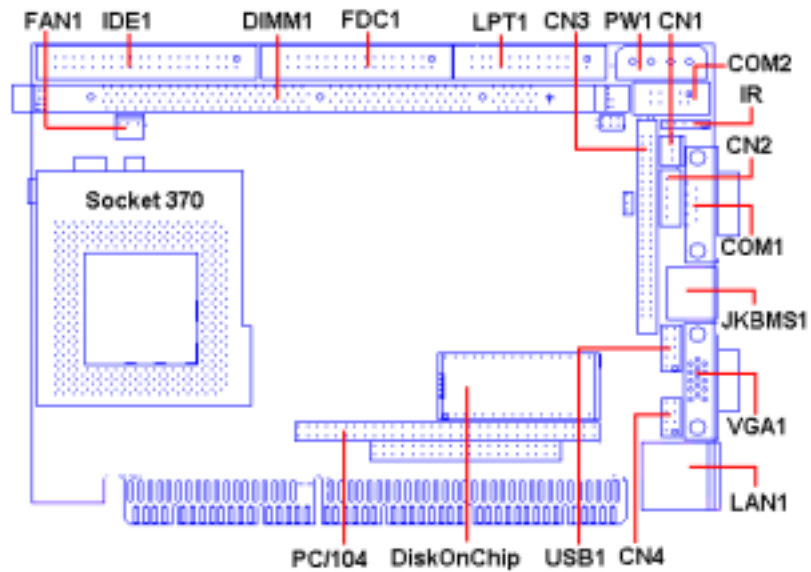 FAN1 IDE1 DIMM1 FDC1 LPT1 CN3 PW1 CN1
COM2
IR
CN2
Socket 370
COM1
JKBMS1
VGA1
LAN1
PC/104 DiskOnChip USB1 CN4